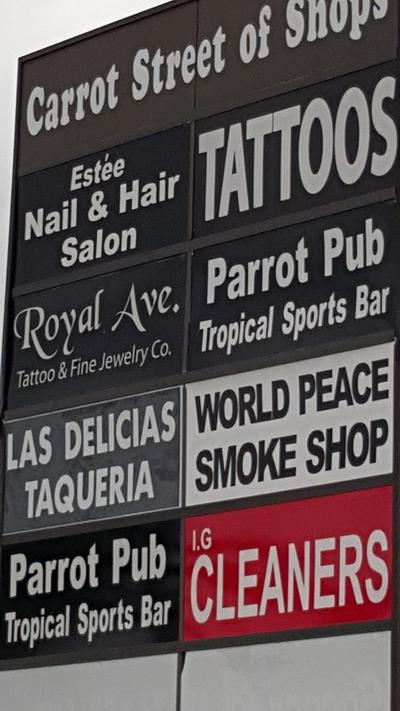 Carrot Street of Shops
Estée
Nail & Hair
Salon
TATTOOS
Royal Ave.
Tattoo & Fine Jewelry Co.
Parrot Pub
Tropical Sports Bar
LAS DELICIAS
TAQUERIA
WORLD PEACE
SMOKE SHOP
Parrot Pub
Tropical Sports Bar
I.G
CLEANERS